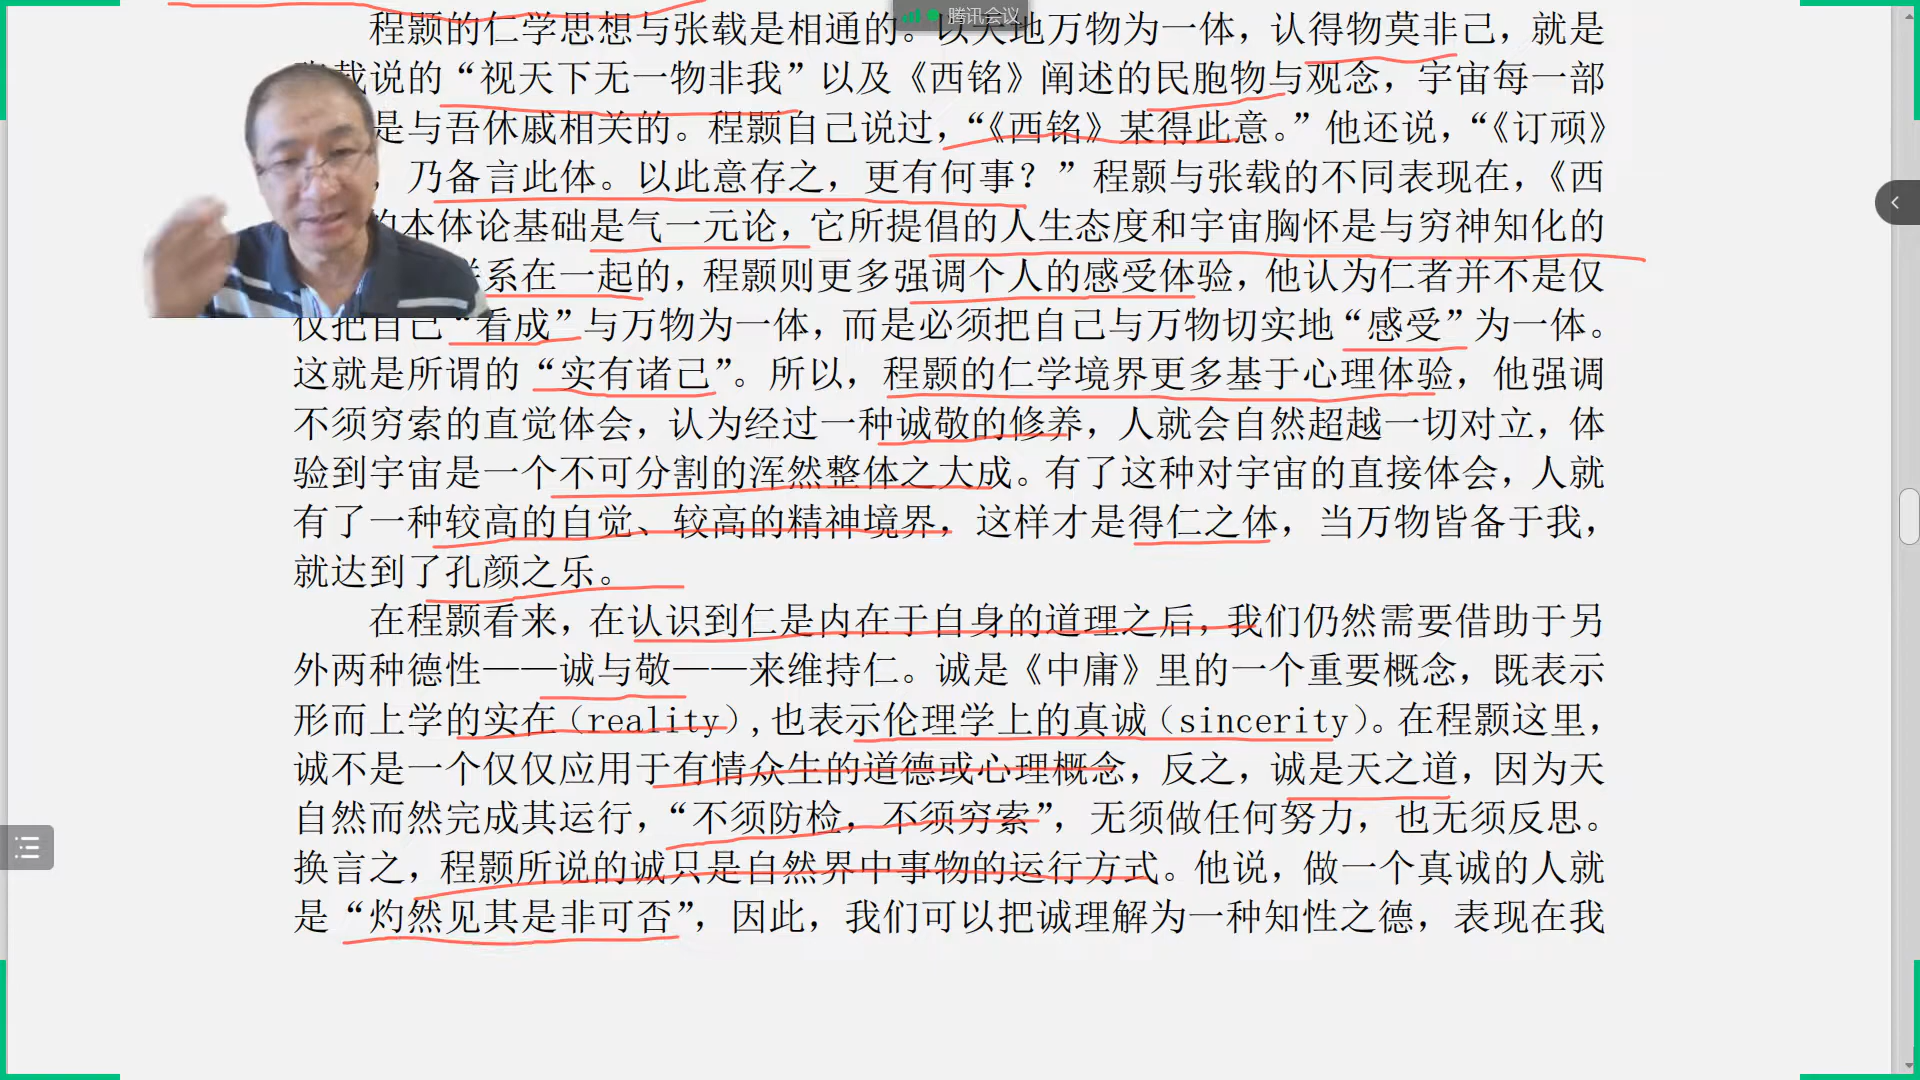 腾讯会议
程颢的仁学思想与张载是相通的。以天地万物为一体，认得物莫非己，就是
载说的“视天下无一物非我”以及《西铭》阐述的民胞物与观念，宇宙每一部
是与吾休戚相关的。程颢自己说过，“《西铭》某得此意。”他还说，“《订顽》
，乃备言此体。以此意存之，更有何事？”程颢与张载的不同表现在，《西
的本体论基础是气一元论，它所提倡的人生态度和宇宙胸怀是与穷神知化的
系在一起的，程颢则更多强调个人的感受体验，他认为仁者并不是仅
仅把自己“看成”与万物为一体，而是必须把自己与万物切实地“感受”为一体。
这就是所谓的“实有诸己”。所以，程颢的仁学境界更多基于心理体验，他强调
不须穷索的直觉体会，认为经过一种诚敬的修养，人就会自然超越一切对立，体
验到宇宙是一个不可分割的浑然整体之大成。有了这种对宇宙的直接体会，人就
有了一种较高的自觉、较高的精神境界，这样才是得仁之体，当万物皆备于我，
就达到了孔颜之乐。
在程颢看来，在认识到仁是内在于自身的道理之后，我们仍然需要借助于另
外两种德性——诚与敬——来维持仁。诚是《中庸》里的一个重要概念，既表示
形而上学的实在（reality），也表示伦理学上的真诚（sincerity）。在程颢这里，
诚不是一个仅仅应用于有情众生的道德或心理概念，反之，诚是天之道，因为天
自然而然完成其运行，“不须防检，不须穷索”，无须做任何努力，也无须反思。
换言之，程颢所说的诚只是自然界中事物的运行方式。他说，做一个真诚的人就
是“灼然见其是非可否”，因此，我们可以把诚理解为一种知性之德，表现在我